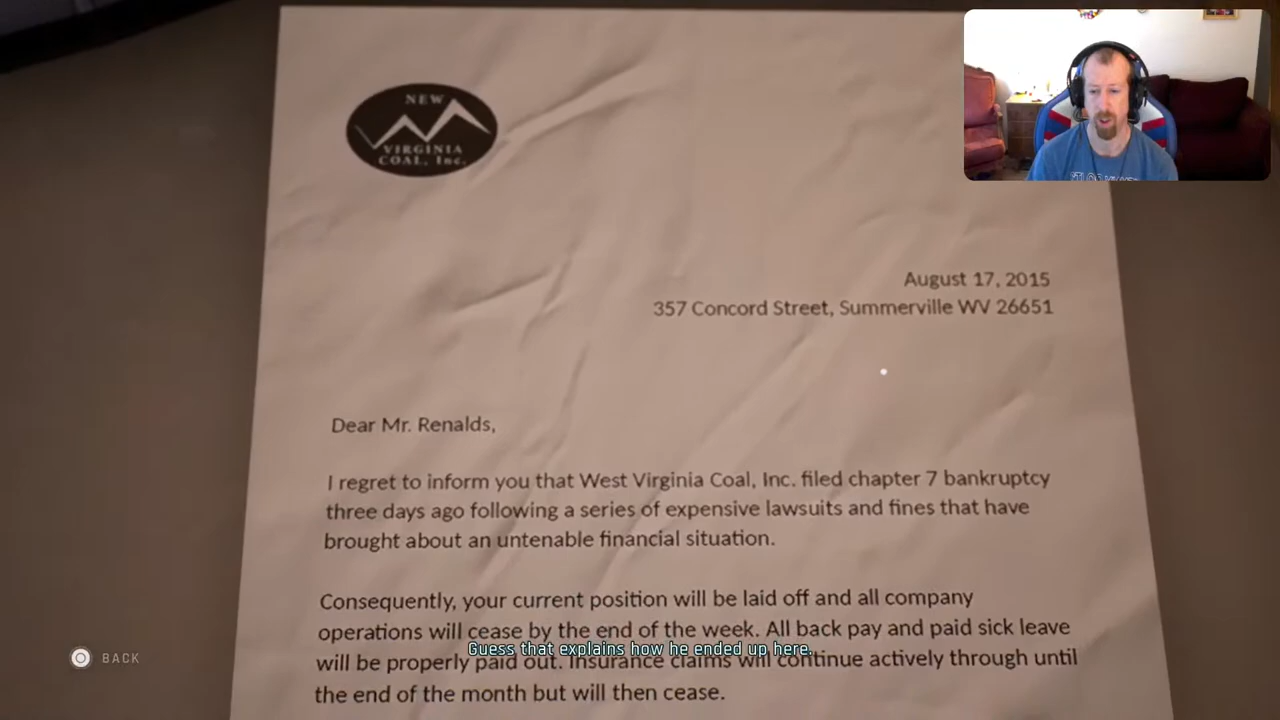 NEW
VIRGINIA
COAL, Inc.
August 17, 2015
357 Concord Street, Summerville WV 26651
Dear Mr. Renalds,
I regret to inform you that West Virginia Coal, Inc. filed chapter 7 bankruptcy
three days ago following a series of expensive lawsuits and fines that have
brought about an untenable financial situation.
Consequently, your current position will be laid off and all company
operations will cease by the end of the week. All back pay and paid sick leave
Guess that explains how he ended up here.
will be properly paid out. Insurance claims will continue actively through until
the end of the month but will then cease.
BACK